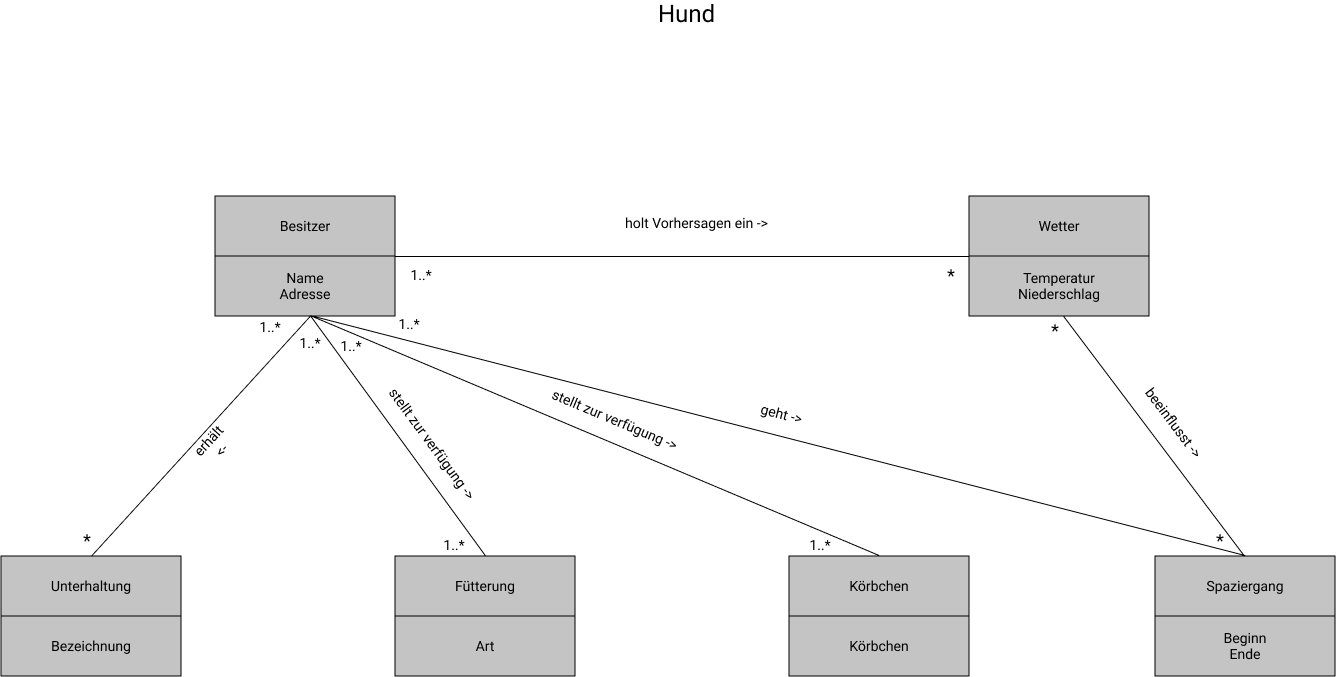 Hund
Besitzer
Name
Adresse
holt Vorhersagen ein ->
Wetter
Temperatur
Niederschlag
1..*
*
1..*
1..*
1..*
1..*
*
erhält
<-
stellt zur verfügung ->
stellt zur verfügung ->
geht ->
beeinflusst ->
*
1..*
1..*
*
Unterhaltung
Bezeichnung
Fütterung
Art
Körbchen
Körbchen
Spaziergang
Beginn
Ende